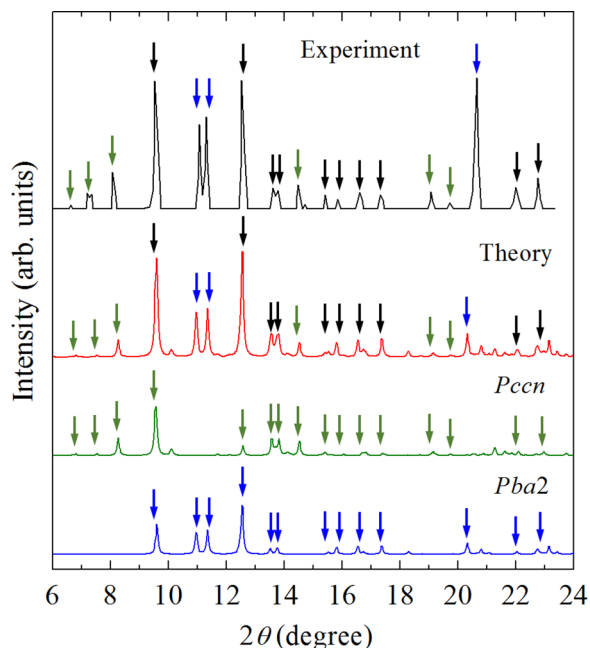 Experiment
Theory
Pccn
Pba2
Intensity (arb. units)
6 8 10 12 14 16 18 20 22 24
2θ (degree)